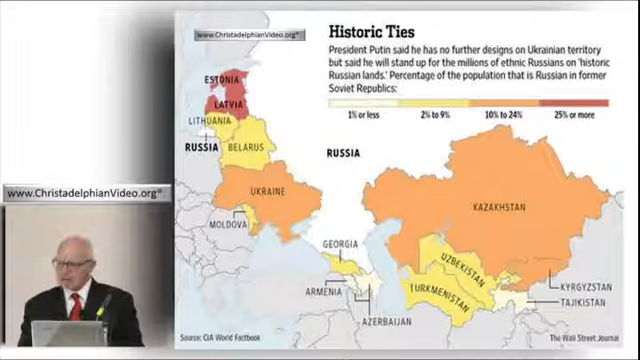 www.ChristadelphianVideo.org®
Historic Ties
President Putin said he has no further designs on Ukrainian territory
but said he will stand up for the millions of ethnic Russians on 'historic
Russian lands.' Percentage of the population that is Russian in former
Soviet Republics:
1% or less 2% to 9% 10% to 24% 25% or more
ESTONIA
LATVIA
LITHUANIA
RUSSIA
BELARUS
RUSSIA
UKRAINE
KAZAKHSTAN
MOLDOVA
GEORGIA
UZBEKISTAN
ARMENIA
TURKMENISTAN
KYRGYZSTAN
TAJIKISTAN
AZERBAIJAN
Source: CIA World Factbook
The Wall Street Journal
www.ChristadelphianVideo.org®